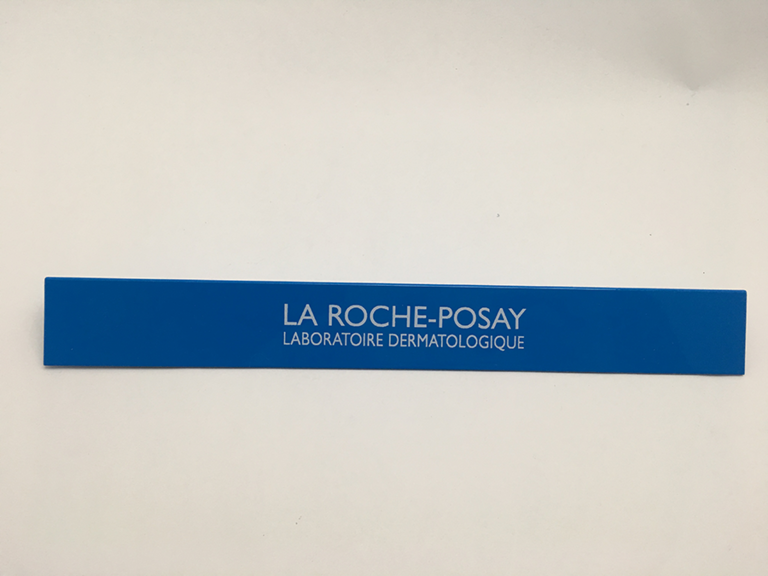 LA ROCHE-POSAY
LABORATOIRE DERMATOLOGIQUE